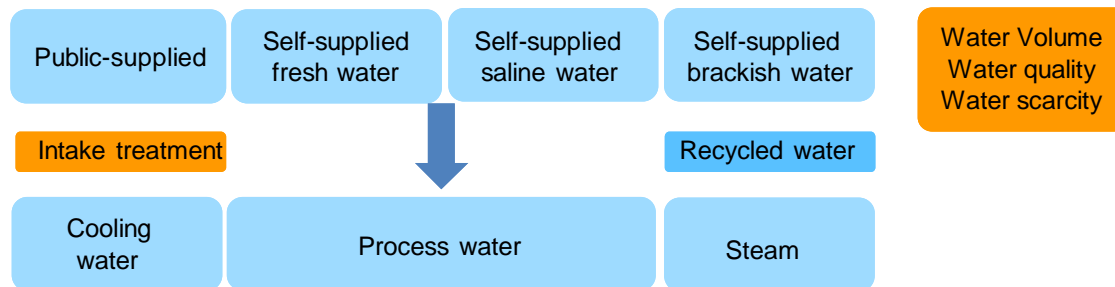 Public-supplied
Self-supplied
fresh water
Self-supplied
saline water
Self-supplied
brackish water
Water Volume
Water quality
Water scarcity
Intake treatment
Recycled water
Cooling
water
Process water
Steam